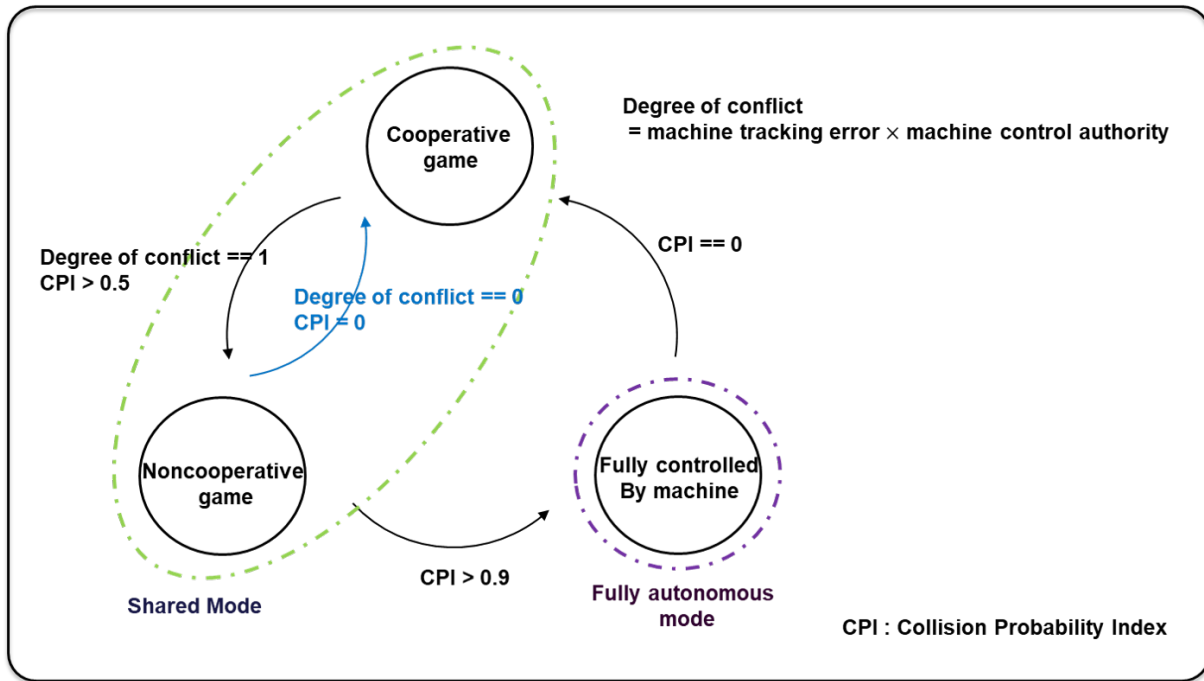 Cooperative
game
Degree of conflict
= machine tracking error × machine control authority
Degree of conflict == 1
CPI > 0.5
CPI == 0
Degree of conflict == 0
CPI = 0
Noncooperative
game
Fully controlled
By machine
CPI > 0.9
Shared Mode
Fully autonomous
mode
CPI : Collision Probability Index